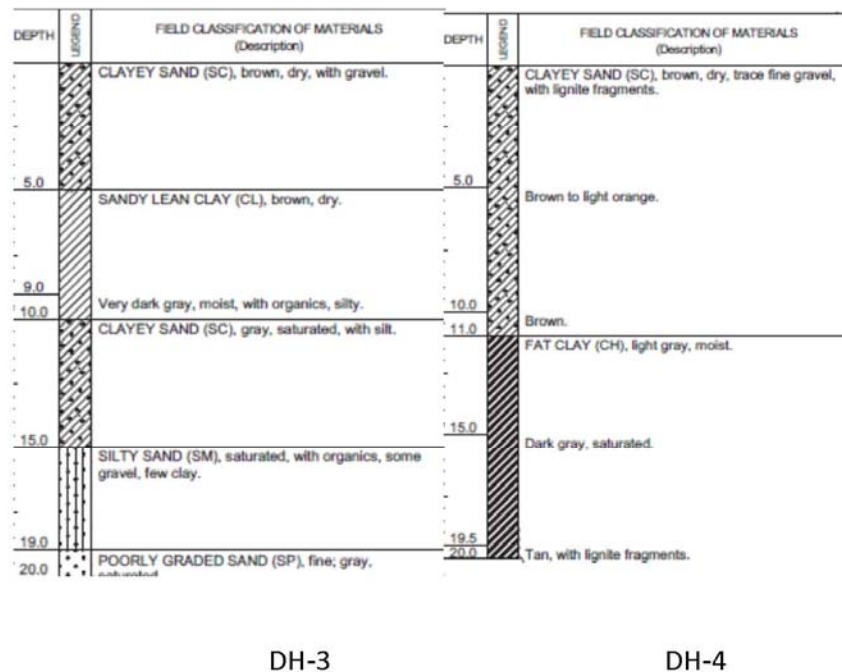 DEPTH
LEGEND
FIELD CLASSIFICATION OF MATERIALS
(Description)
CLAYEY SAND (SC), brown, dry, with gravel.
5.0
SANDY LEAN CLAY (CL), brown, dry.
9.0
Very dark gray, moist, with organics, silty.
10.0
CLAYEY SAND (SC), gray, saturated, with silt.
15.0
SILTY SAND (SM), saturated, with organics, some
gravel, few clay.
19.0
POORLY GRADED SAND (SP), fine; gray,
20.0
DH-3
DEPTH
LEGEND
FIELD CLASSIFICATION OF MATERIALS
(Description)
CLAYEY SAND (SC), brown, dry, trace fine gravel,
with lignite fragments.
5.0
Brown to light orange.
10.0
Brown.
11.0
FAT CLAY (CH), light gray, moist.
15.0
Dark gray, saturated.
19.5
20.0
Tan, with lignite fragments.
DH-4